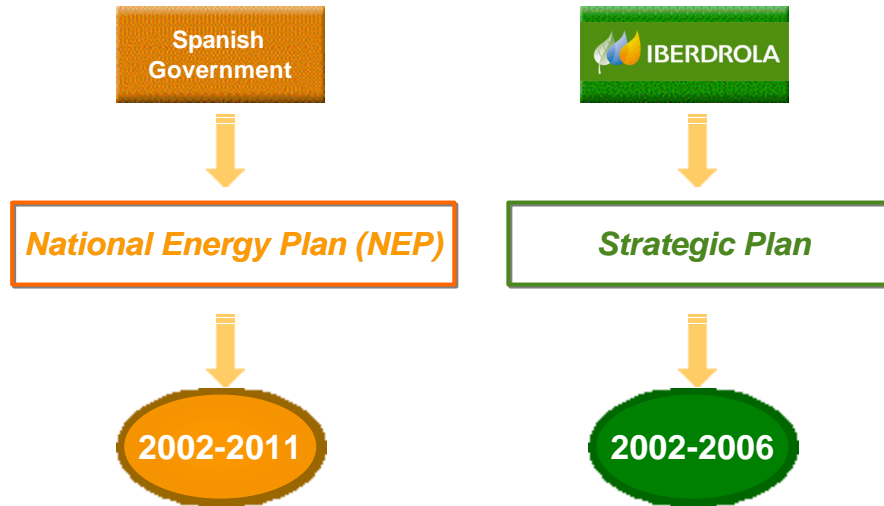 Spanish
Government
IBERDROLA
National Energy Plan (NEP)
Strategic Plan
2002-2011
2002-2006